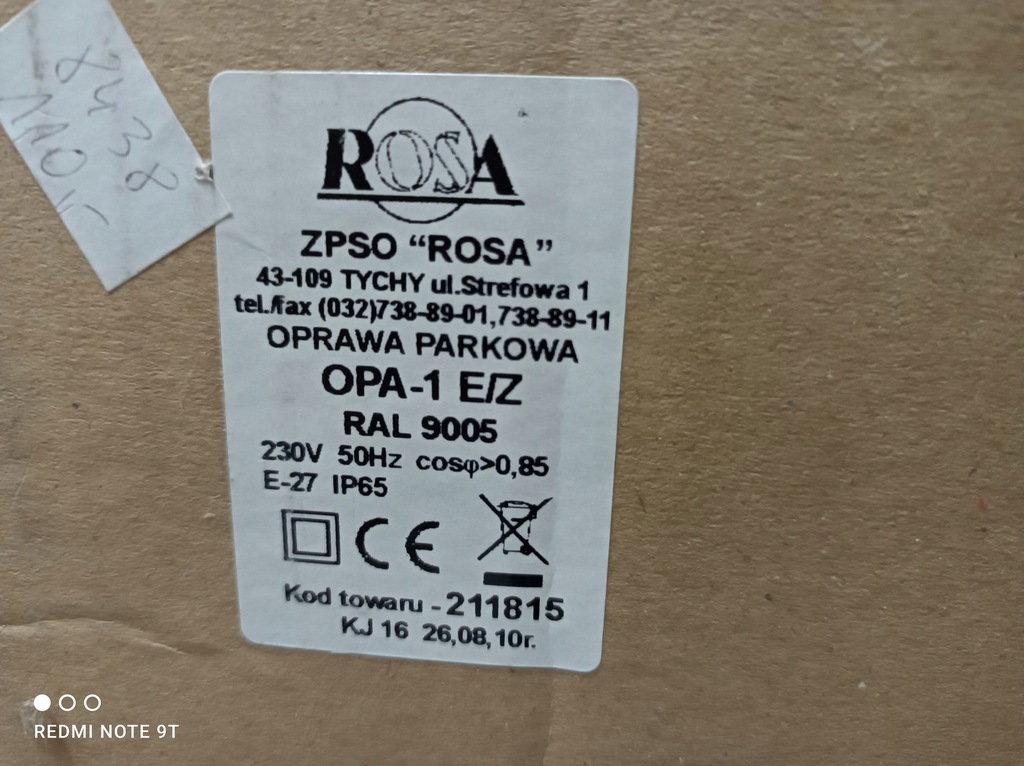 8438
ROSA
ZPSO “ROSA”
43-109 TYCHY ul.Strefowa 1
tel./fax (032)738-89-01,738-89-11
OPRAWA PARKOWA
OPA-1 E/Z
RAL 9005
230V 50Hz cosφ>0,85
E-27 IP65
CE
Kod towaru - 211815
KJ 16 26,08,10r.
REDMI NOTE 9T